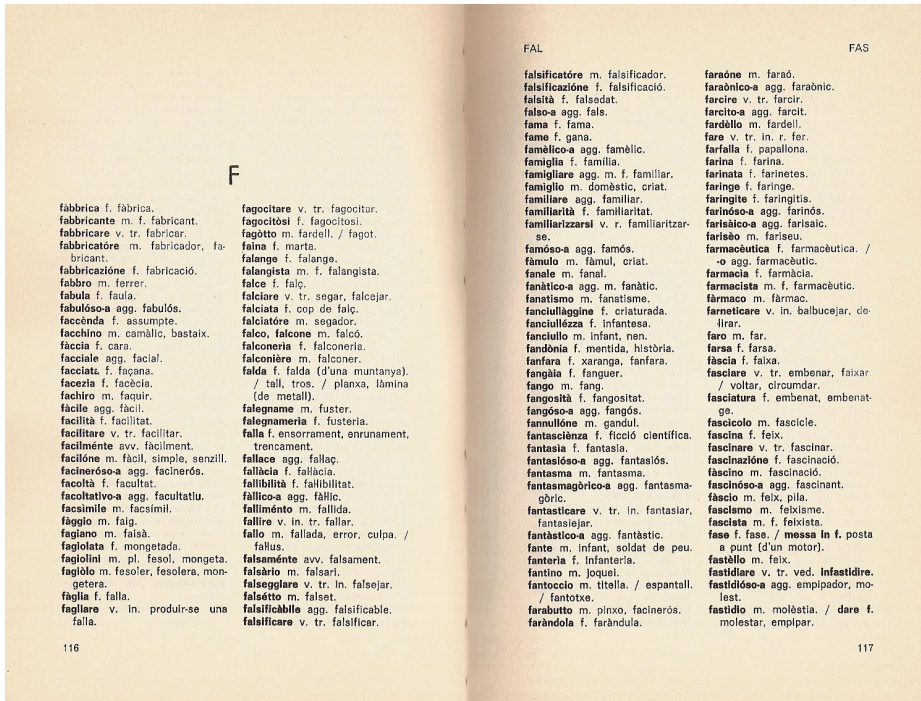 F
fàbbrica f. fàbrica.
fabbricante m. f. fabricant.
fabbricare v. tr. fabricar.
fabbricatóre m. fabricador, fa-
bricant.
fabbricazióne f. fabricació.
fabbro m. ferrer.
fabula f. faula.
fabulóso-a agg. fabulós.
faccènda f. assumpte.
facchino m. camàlic, bastaix.
fàccia f. cara.
facciale agg. facial.
facciata f. façana.
facezia f. facècia.
fachiro m. faquir.
fàcile agg. fàcil.
facilità f. facilitat.
facilitare v. tr. facilitar.
facilménte avv. fàcilment.
facilóne m. fàcil, simple, senzill.
facineróso-a agg. facinerós.
facoltà f. facultat.
facoltativo-a agg. facultatiu.
facsìmile m. facsímil.
fàggio m. faig.
fagiano m. faisà.
fagiolata f. mongetada.
fagiolini m. pl. fesol, mongeta.
fagiòlo m. fesoler, fesolera, mon-
getera.
fàglia f. falla.
fagliare v. in. produir-se una
falla.
fagocitare v. tr. fagocitar.
fagocitòsi f. fagocitosi.
fagòtto m. fardell. / fagot.
faina f. marta.
falange f. falange.
falangista m. f. falangista.
falce f. falç.
falciare v. tr. segar, falcejar.
falciata f. cop de falç.
falciatóre m. segador.
falco, falcone m. falcó.
falconeria f. falconeria.
falconière m. falconer.
falda f. falda (d'una muntanya).
/ tall, tros. / planxa, làmina
(de metall).
falegname m. fuster.
falegnameria f. fusteria.
falla f. ensorrament, enrunament,
trencament.
fallace agg. fal·laç.
fallàcia f. fal·làcia.
fallibilità f. fal·libilitat.
fàllico-a agg. fàl·lic.
falliménto m. fallida.
fallire v. in. tr. fallar.
fallo m. fallada, error, culpa. /
fal·lus.
falsaménte avv. falsament.
falsàrio m. falsari.
falseggiare v. tr. in. falsejar.
falsétto m. falset.
falsificàbile agg. falsificable.
falsificare v. tr. falsificar.
116
FAL
FAS
falsificatóre m. falsificador.
falsificazióne f. falsificació.
falsità f. falsedat.
falso-a agg. fals.
fama f. fama.
fame f. gana.
famèlico-a agg. famèlic.
famiglia f. família.
famigliare agg. m. f. familiar.
famiglio m. domèstic, criat.
familiare agg. familiar.
familiarità f. familiaritat.
familiarizzarsi v. r. familiaritzar-
se.
famóso-a agg. famós.
fàmulo m. fàmul, criat.
fanale m. fanal.
fanàtico-a agg. m. fanàtic.
fanatismo m. fanatisme.
fanciullàggine f. criaturada.
fanciullézza f. infantesa.
fanciullo m. infant, nen.
fandònia f. mentida, història.
fanfara f. xaranga, fanfara.
fangàia f. fanguer.
fango m. fang.
fangosità f. fangositat.
fangóso-a agg. fangós.
fannullóne m. gandul.
fantasciènza f. ficció científica.
fantasia f. fantasia.
fantasióso-a agg. fantasiós.
fantasma m. fantasma.
fantasmagòrico-a agg. fantasma-
gòric.
fantasticare v. tr. in. fantasiar,
fantasiejar.
fantàstico-a agg. fantàstic.
fante m. infant, soldat de peu.
fanteria f. infanteria.
fantino m. joquei.
fantoccio m. titella. / espantall.
/ fantotxe.
farabutto m. pinxo, facinerós.
faràndola f. faràndula.
faraóne m. faraó.
faraònico-a agg. faraònic.
farcire v. tr. farcir.
farcito-a agg. farcit.
fardèllo m. fardell.
fare v. tr. in. r. fer.
farfalla f. papallona.
farina f. farina.
farinata f. farinetes.
faringe f. faringe.
faringite f. faringitis.
farinóso-a agg. farinós.
farisàico-a agg. farisaic.
farisèo m. fariseu.
farmacèutica f. farmacèutica. /
-o agg. farmacèutic.
farmacia f. farmàcia.
farmacista m. f. farmacèutic.
fàrmaco m. fàrmac.
farneticare v. in. balbucejar, de-
lirar.
faro m. far.
farsa f. farsa.
fàscia f. faixa.
fasciare v. tr. embenar, faixar
/ voltar, circumdar.
fasciatura f. embenat, embenat-
ge.
fascicolo m. fascicle.
fascina f. feix.
fascinare v. tr. fascinar.
fascinazióne f. fascinació.
fàscino m. fascinació.
fascinóso-a agg. fascinant.
fàscio m. feix, pila.
fascismo m. feixisme.
fascista m. f. feixista.
fase f. fase. / messa in f. posta
a punt (d'un motor).
fastèllo m. feix.
fastidiare v. tr. ved. infastidire.
fastidióso-a agg. empipador, mo-
lest.
fastìdio m. molèstia. / dare f.
molestar, empipar.
117